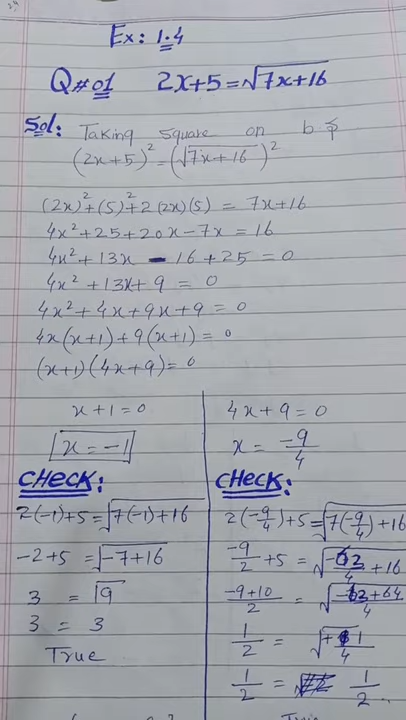 Ex: 1.4
Q#01 2x+5=√7x+16
Sol: Taking square on b s
(2x+5)² = (√7x+16)²
(2x)²+(5)²+2(2x)(5) = 7x+16
4x²+25+20x-7x = 16
4x²+13x - 16+25 = 0
4x²+13x+9 = 0
4x²+4x+9x+9 = 0
4x(x+1)+9(x+1) = 0
(x+1)(4x+9) = 0
x+1=0
x = -1
CHECK:
2(-1)+5=√7(-1)+16
-2+5 = √-7+16
3 = √9
3 = 3
True
4x+9 = 0
x = -9/4
CHECK:
2(-9/4)+5=√7(-9/4)+16
-9/2 +5 = √-63/4 +16
-9+10/2 = √-63+64/4
1/2 = √+1/4
1/2 = 1/2